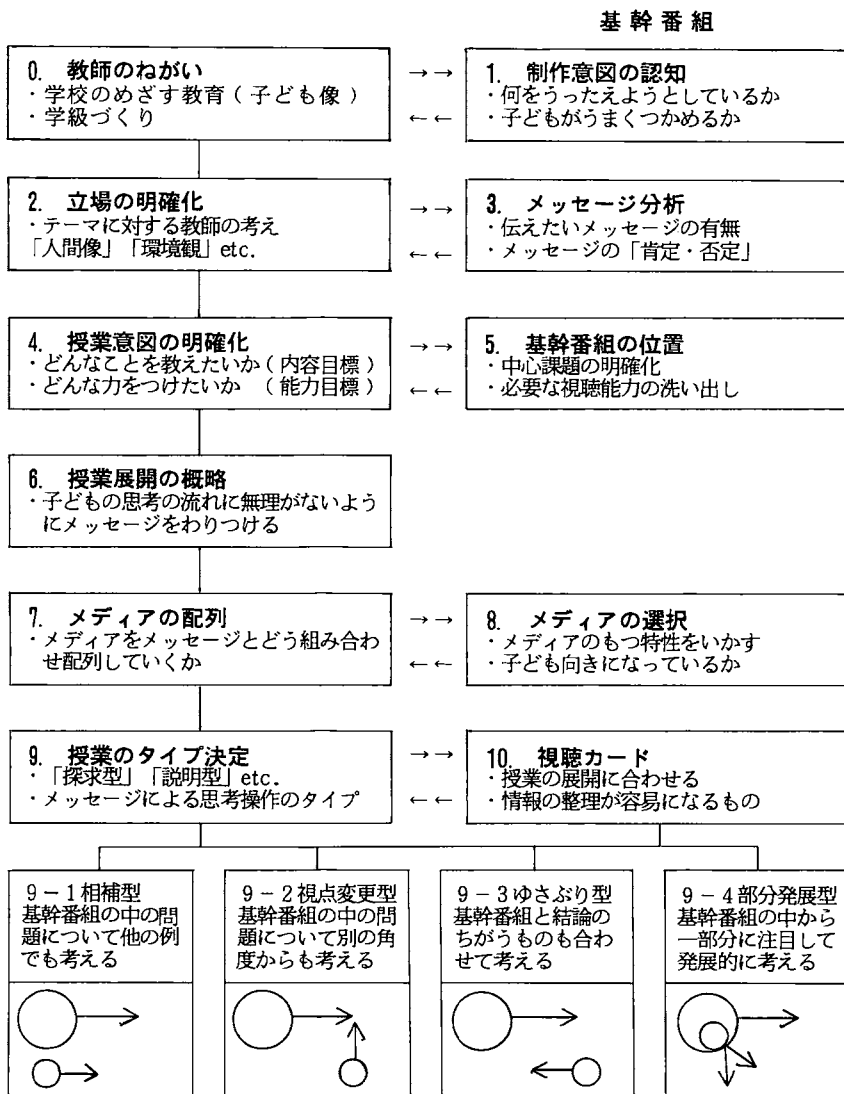 基幹番組
0. 教師のねがい
・学校のめざす教育（子ども像）
・学級づくり
→→
←←
1. 制作意図の認知
・何をうったえようとしているか
・子どもがうまくつかめるか
2. 立場の明確化
・テーマに対する教師の考え
「人間像」「環境観」etc.
→→
←←
3. メッセージ分析
・伝えたいメッセージの有無
・メッセージの「肯定・否定」
4. 授業意図の明確化
・どんなことを教えたいか（内容目標）
・どんな力をつけたいか （能力目標）
→→
←←
5. 基幹番組の位置
・中心課題の明確化
・必要な視聴能力の洗い出し
6. 授業展開の概略
・子どもの思考の流れに無理がないよう
にメッセージをわりつける
7. メディアの配列
・メディアをメッセージとどう組み合わ
せ配列していくか
→→
←←
8. メディアの選択
・メディアのもつ特性をいかす
・子ども向きになっているか
9. 授業のタイプ決定
・「探求型」「説明型」etc.
・メッセージによる思考操作のタイプ
→→
←←
10. 視聴カード
・授業の展開に合わせる
・情報の整理が容易になるもの
9－1相補型
基幹番組の中の問
題について他の例
でも考える
9－2視点変更型
基幹番組の中の問
題について別の角
度からも考える
9－3ゆさぶり型
基幹番組と結論の
ちがうものも合わ
せて考える
9－4部分発展型
基幹番組の中から
一部分に注目して
発展的に考える